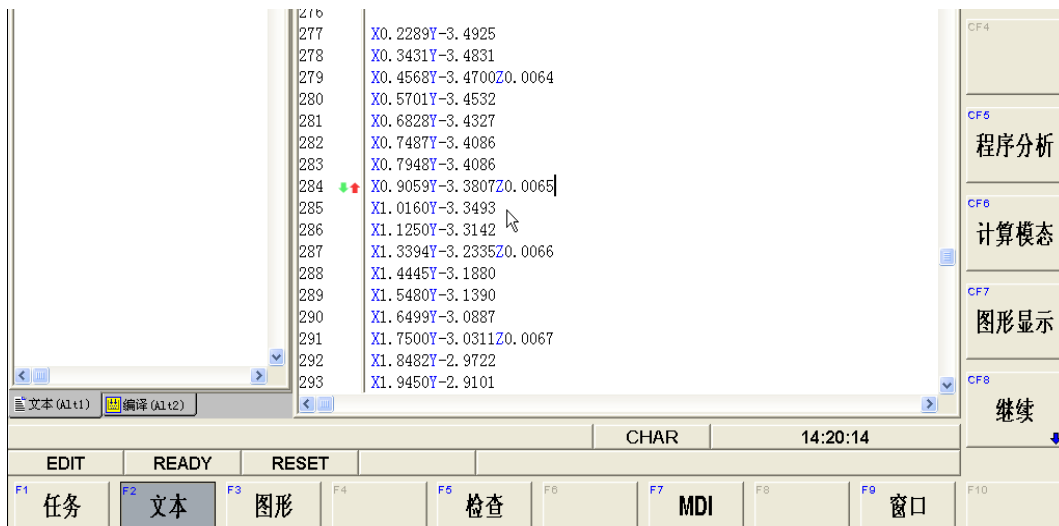 276
277 X0.2289Y-3.4925
278 X0.3431Y-3.4831
279 X0.4568Y-3.4700Z0.0064
280 X0.5701Y-3.4532
281 X0.6828Y-3.4327
282 X0.7487Y-3.4086
283 X0.7948Y-3.4086
284 X0.9059Y-3.3807Z0.0065
285 X1.0160Y-3.3493
286 X1.1250Y-3.3142
287 X1.3394Y-3.2335Z0.0066
288 X1.4445Y-3.1880
289 X1.5480Y-3.1390
290 X1.6499Y-3.0887
291 X1.7500Y-3.0311Z0.0067
292 X1.8482Y-2.9722
293 X1.9450Y-2.9101
CF4
CF5
程序分析
CF6
计算模态
CF7
图形显示
CF8
继续
文本(Alt1) 编译(Alt2)
CHAR 14:20:14
EDIT READY RESET
F1 任务 F2 文本 F3 图形 F4 F5 检查 F6 F7 MDI F8 F9 窗口 F10